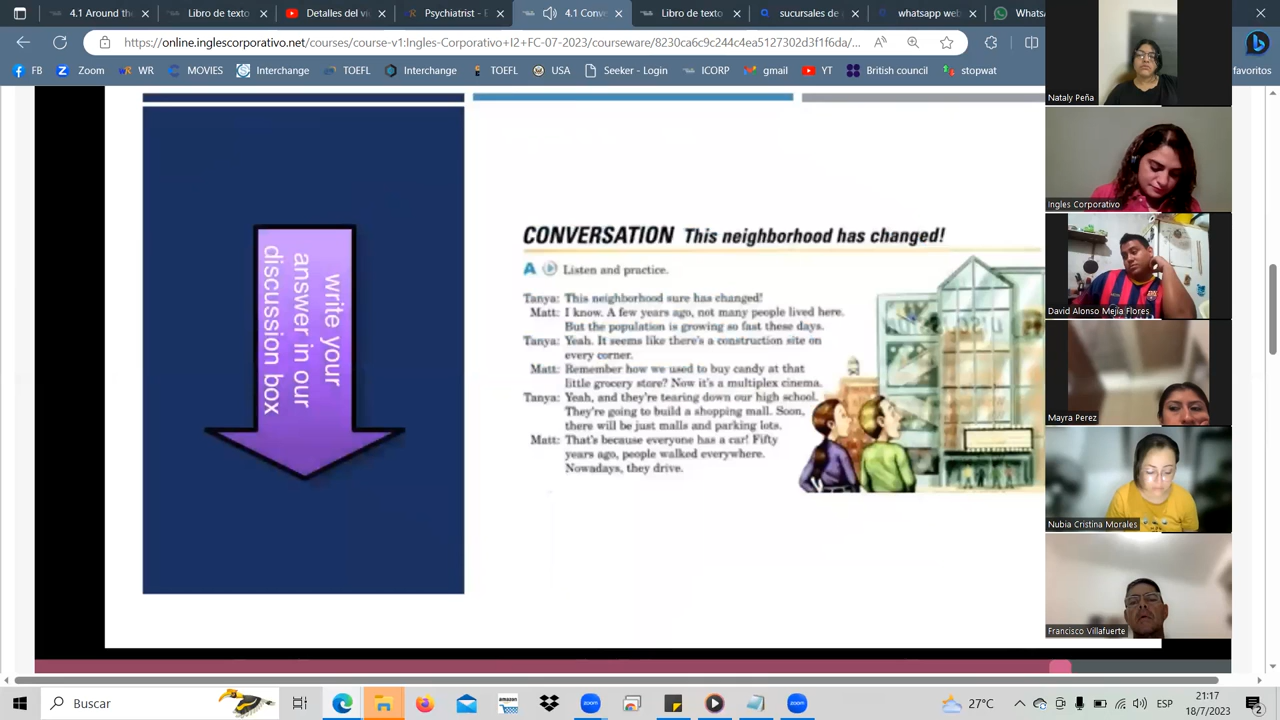 4.1 Around the
Libro de texto
Detalles del ví
Psychiatrist - E
4.1 Conve
Libro de texto
sucursales de
whatsapp web
WhatsA
https://online.inglescorporativo.net/courses/course-v1:Ingles-Corporativo+I2+FC-07-2023/courseware/8230ca6c9c244c4ea5127302d3f1f6da/...
FB
Zoom
WR
MOVIES
Interchange
TOEFL
Interchange
TOEFL
USA
Seeker - Login
ICORP
gmail
YT
British council
stopwat
favoritos
write your
answer in our
discussion box
CONVERSATION This neighborhood has changed!
A Listen and practice.
Tanya: This neighborhood sure has changed!
Matt: I know. A few years ago, not many people lived here.
But the population is growing so fast these days.
Tanya: Yeah. It seems like there's a construction site on
every corner.
Matt: Remember how we used to buy candy at that
little grocery store? Now it's a multiplex cinema.
Tanya: Yeah, and they're tearing down our high school.
They're going to build a shopping mall. Soon,
there will be just malls and parking lots.
Matt: That's because everyone has a car! Fifty
years ago, people walked everywhere.
Nowadays, they drive.
Nataly Peña
Ingles Corporativo
David Alonso Mejia Flores
Mayra Perez
Nubia Cristina Morales
Francisco Villafuerte
Buscar
27°C
ESP
21:17
18/7/2023
2